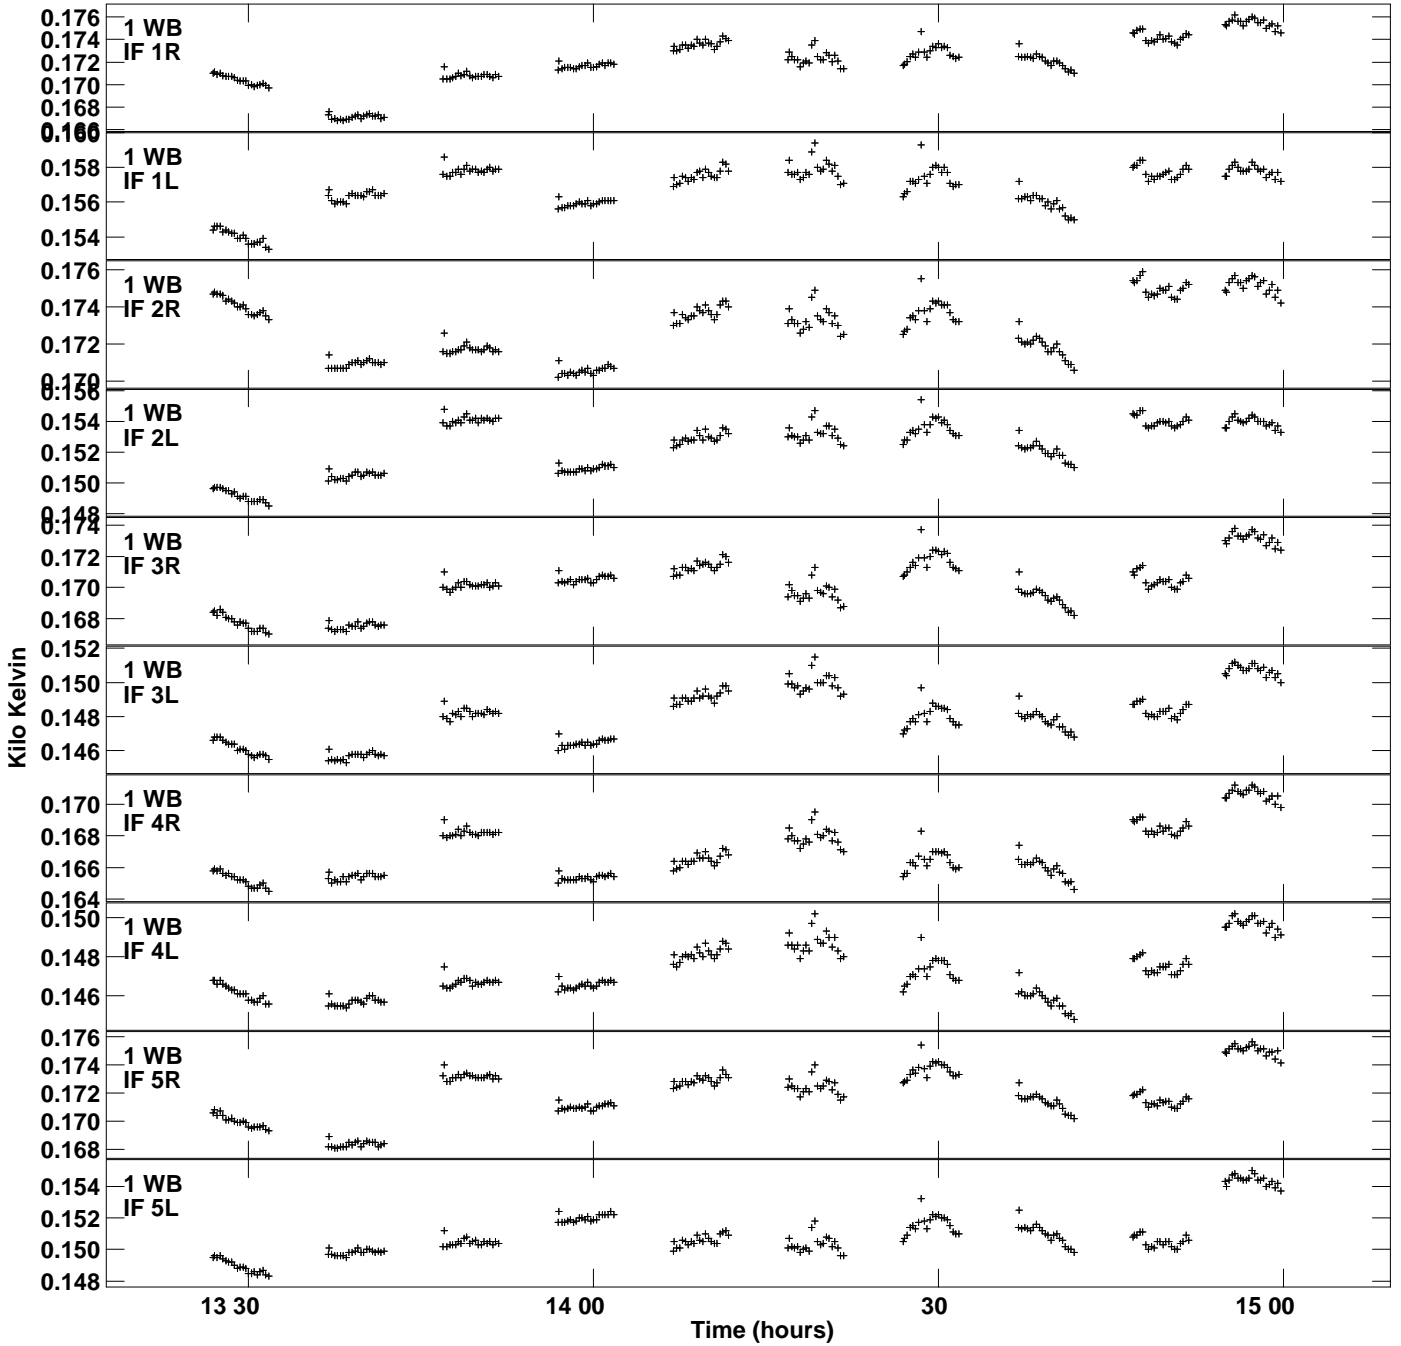 0.176
0.174
0.172
0.170
0.168
0.166
1 WB
IF 1R
0.160
0.158
0.156
0.154
1 WB
IF 1L
0.176
0.174
0.172
0.170
1 WB
IF 2R
0.156
0.154
0.152
0.150
0.148
1 WB
IF 2L
0.174
0.172
0.170
0.168
1 WB
IF 3R
0.152
0.150
0.148
0.146
1 WB
IF 3L
0.170
0.168
0.166
0.164
1 WB
IF 4R
0.150
0.148
0.146
1 WB
IF 4L
0.176
0.174
0.172
0.170
0.168
1 WB
IF 5R
0.154
0.152
0.150
0.148
1 WB
IF 5L
Kilo Kelvin
13 30 14 00 30 15 00
Time (hours)